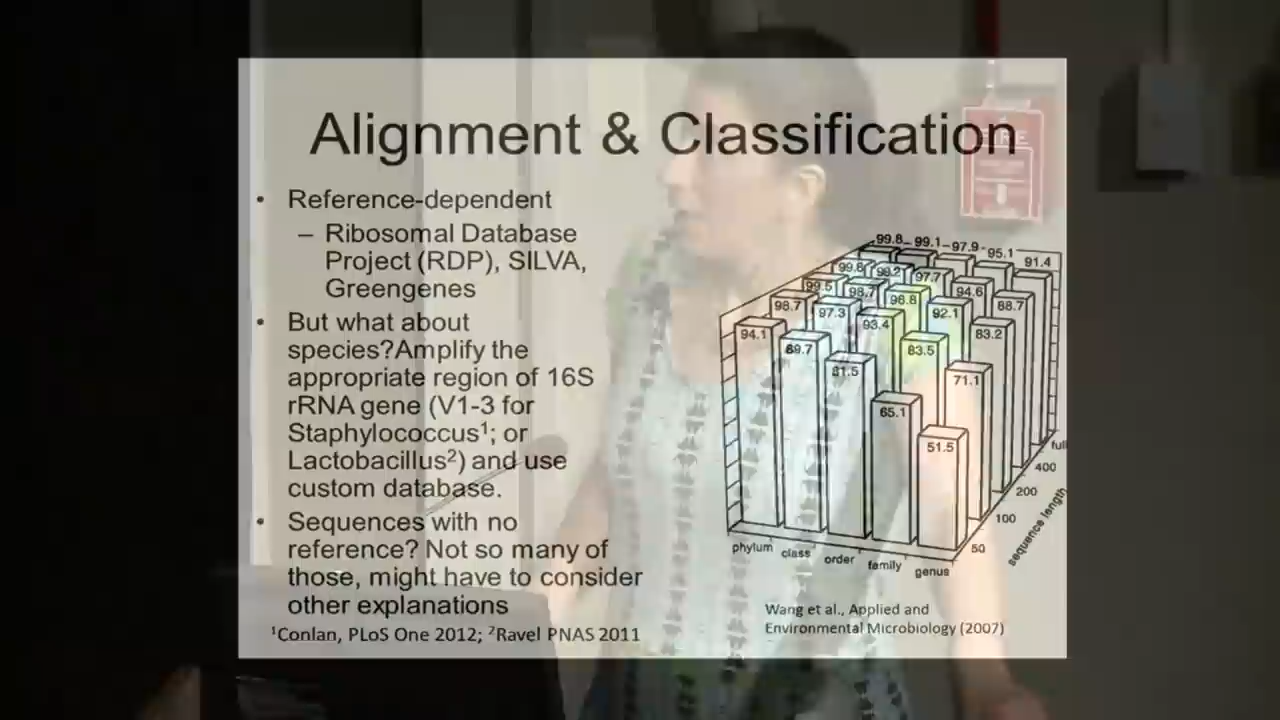 Alignment & Classification
• Reference-dependent
– Ribosomal Database
Project (RDP), SILVA,
Greengenes
• But what about
species?Amplify the
appropriate region of 16S
rRNA gene (V1-3 for
Staphylococcus¹; or
Lactobacillus²) and use
custom database.
• Sequences with no
reference? Not so many of
those, might have to consider
other explanations
¹Conlan, PLoS One 2012; ²Ravel PNAS 2011
99.8 99.1 97.9 95.1 91.4
99.8 99.2 97.7 94.6 88.7
99.5 98.7 96.8 92.1 83.2
98.7 97.3 93.4 83.5 71.1
94.1 89.7 81.5 65.1 51.5
phylum class order family genus
50 100 200 400 full
sequence length
Wang et al., Applied and
Environmental Microbiology (2007)
FIRE